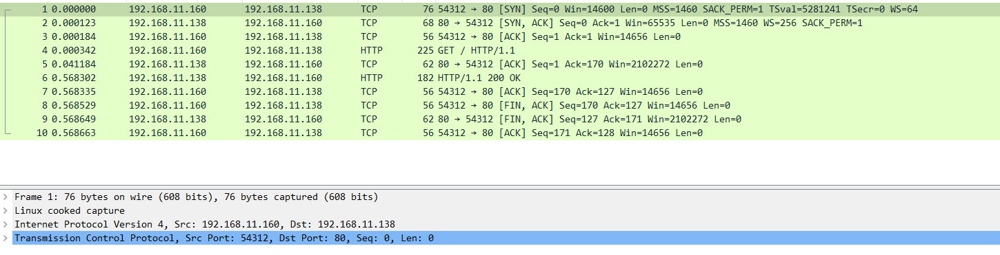 1 0.000000 192.168.11.160 192.168.11.138 TCP 76 54312 → 80 [SYN] Seq=0 Win=14600 Len=0 MSS=1460 SACK_PERM=1 TSval=5281241 TSecr=0 WS=64
2 0.000123 192.168.11.138 192.168.11.160 TCP 68 80 → 54312 [SYN, ACK] Seq=0 Ack=1 Win=65535 Len=0 MSS=1460 WS=256 SACK_PERM=1
3 0.000184 192.168.11.160 192.168.11.138 TCP 56 54312 → 80 [ACK] Seq=1 Ack=1 Win=14656 Len=0
4 0.000342 192.168.11.160 192.168.11.138 HTTP 225 GET / HTTP/1.1
5 0.041184 192.168.11.138 192.168.11.160 TCP 62 80 → 54312 [ACK] Seq=1 Ack=170 Win=2102272 Len=0
6 0.568302 192.168.11.138 192.168.11.160 HTTP 182 HTTP/1.1 200 OK
7 0.568335 192.168.11.160 192.168.11.138 TCP 56 54312 → 80 [ACK] Seq=170 Ack=127 Win=14656 Len=0
8 0.568529 192.168.11.160 192.168.11.138 TCP 56 54312 → 80 [FIN, ACK] Seq=170 Ack=127 Win=14656 Len=0
9 0.568649 192.168.11.138 192.168.11.160 TCP 62 80 → 54312 [FIN, ACK] Seq=127 Ack=171 Win=2102272 Len=0
10 0.568663 192.168.11.160 192.168.11.138 TCP 56 54312 → 80 [ACK] Seq=171 Ack=128 Win=14656 Len=0
Frame 1: 76 bytes on wire (608 bits), 76 bytes captured (608 bits)
Linux cooked capture
Internet Protocol Version 4, Src: 192.168.11.160, Dst: 192.168.11.138
Transmission Control Protocol, Src Port: 54312, Dst Port: 80, Seq: 0, Len: 0